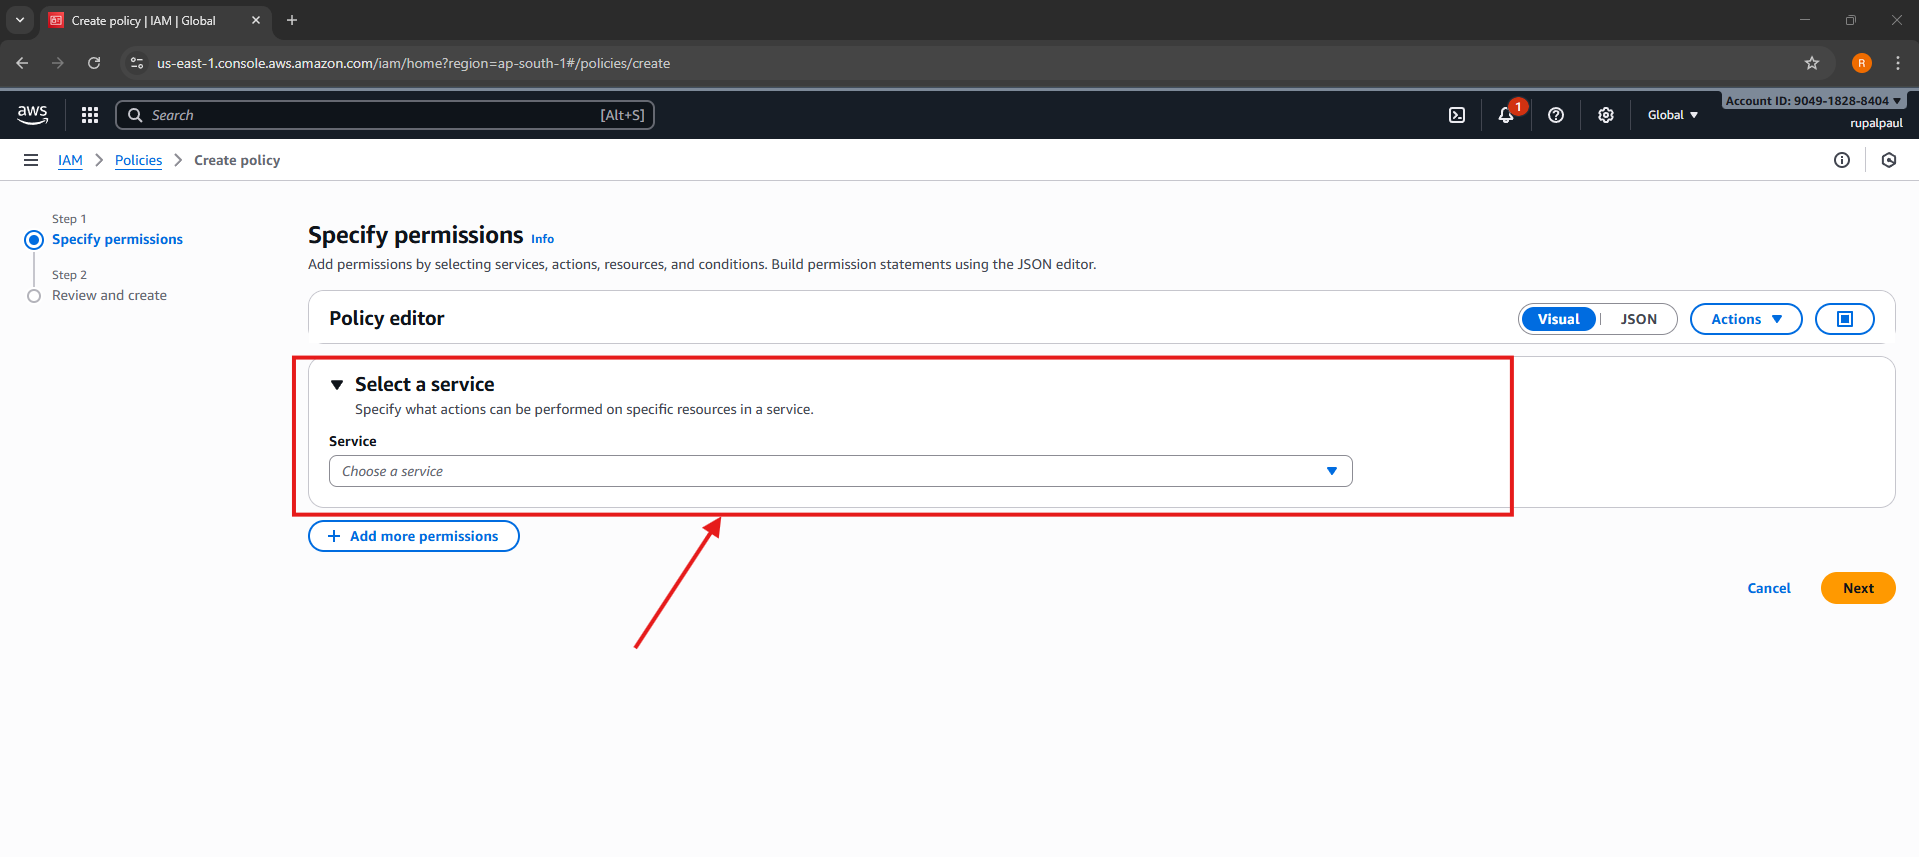 Create policy | IAM | Global
us-east-1.console.aws.amazon.com/iam/home?region=ap-south-1#/policies/create
R
aws
Search
[Alt+S]
1
Global
Account ID: 9049-1828-8404
rupalpaul
IAM
Policies
Create policy
Step 1
Specify permissions
Step 2
Review and create
Specify permissions Info
Add permissions by selecting services, actions, resources, and conditions. Build permission statements using the JSON editor.
Policy editor
Visual
JSON
Actions
Select a service
Specify what actions can be performed on specific resources in a service.
Service
Choose a service
Add more permissions
Cancel
Next